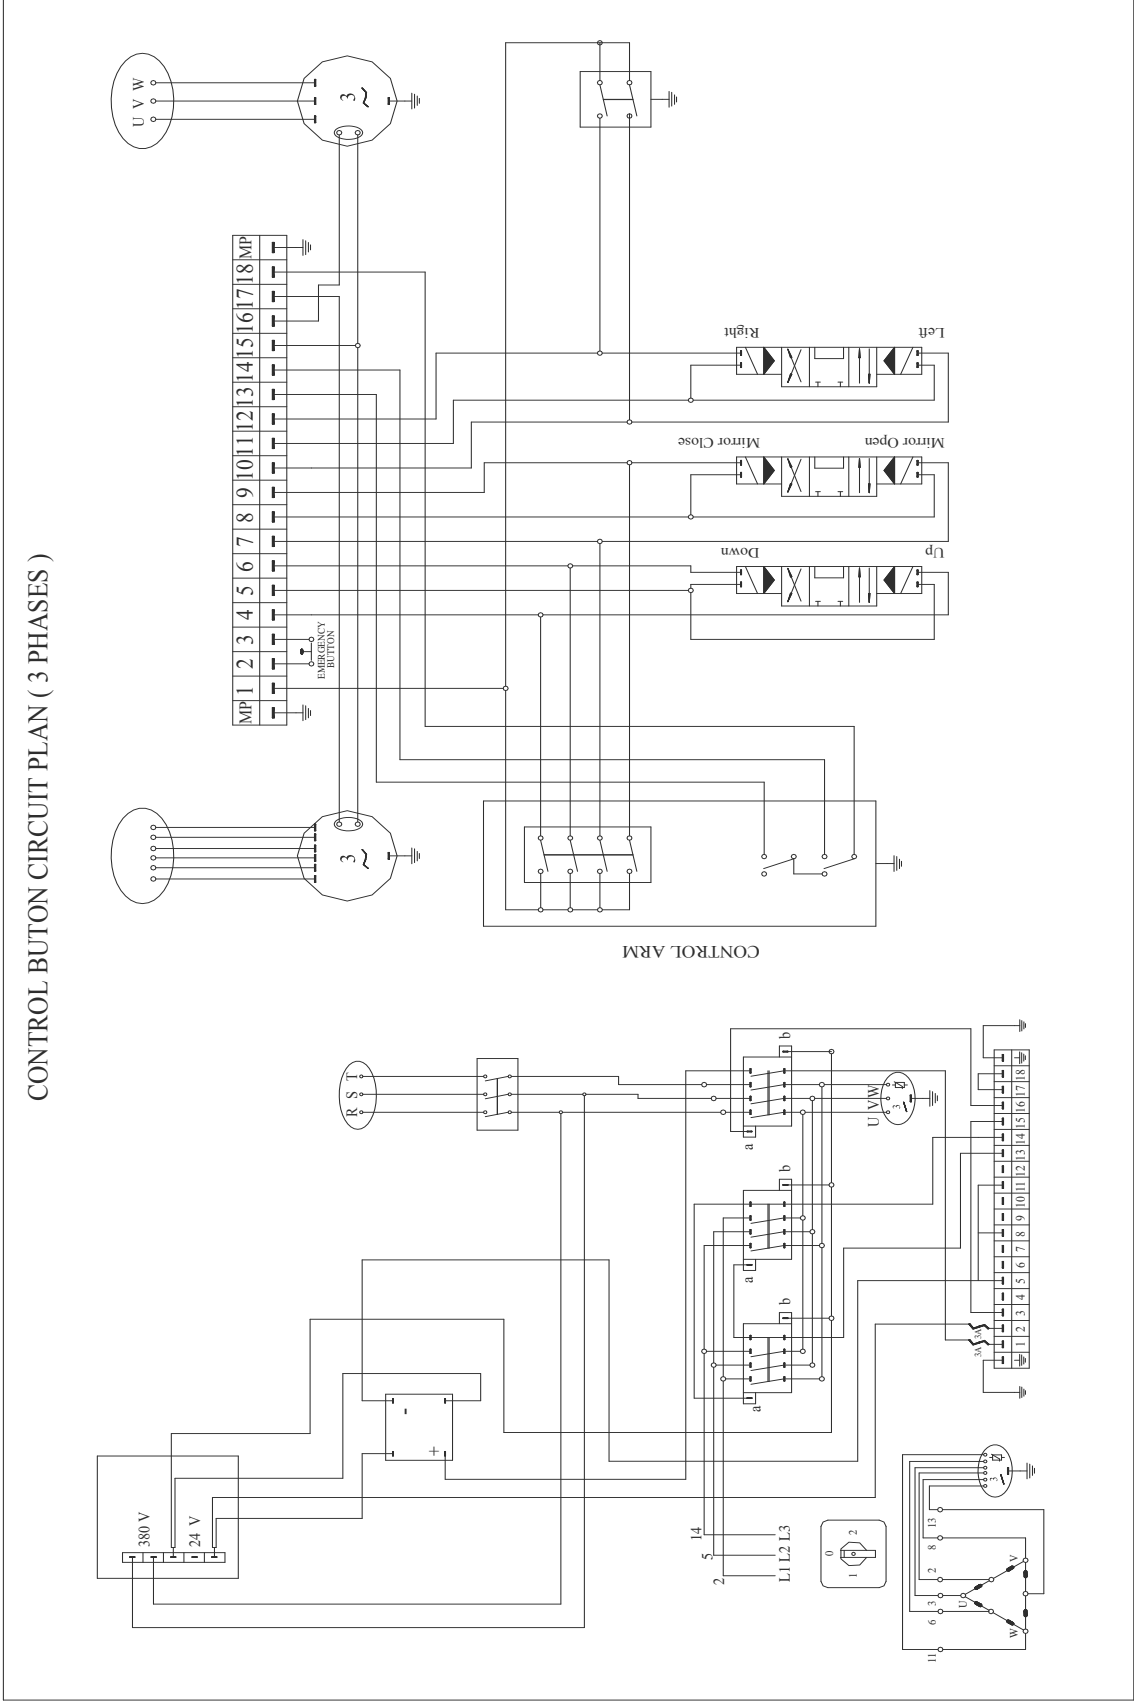 CONTROL BUTON CIRCUIT PLAN ( 3 PHASES )
380 V
24 V
-
+
R S T
a
b
a
b
a
b
U V W
3
14
5
2
L1 L2 L3
1 0 2
11 6 3 2 8 13
U
W
V
3
3A
3A
1 2 3 4 5 6 7 8 9 10 11 12 13 14 15 16 17 18
CONTROL ARM
3
MP 1 2 3 4 5 6 7 8 9 10 11 12 13 14 15 16 17 18 MP
EMERGENCY
BUTTON
U V W
3
Down
Up
Mirror Close
Mirror Open
Right
Left